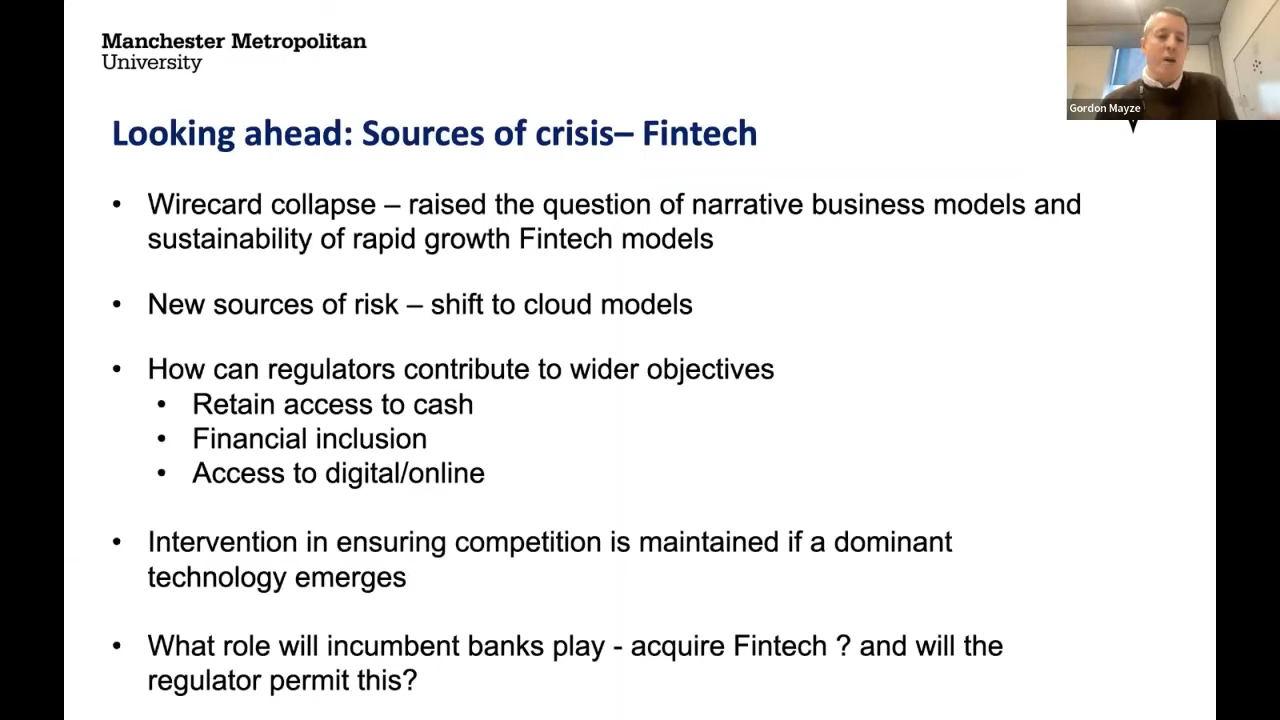 Manchester Metropolitan
University
Gordon Mayze
Looking ahead: Sources of crisis– Fintech
• Wirecard collapse – raised the question of narrative business models and
sustainability of rapid growth Fintech models
• New sources of risk – shift to cloud models
• How can regulators contribute to wider objectives
• Retain access to cash
• Financial inclusion
• Access to digital/online
• Intervention in ensuring competition is maintained if a dominant
technology emerges
• What role will incumbent banks play - acquire Fintech ? and will the
regulator permit this?